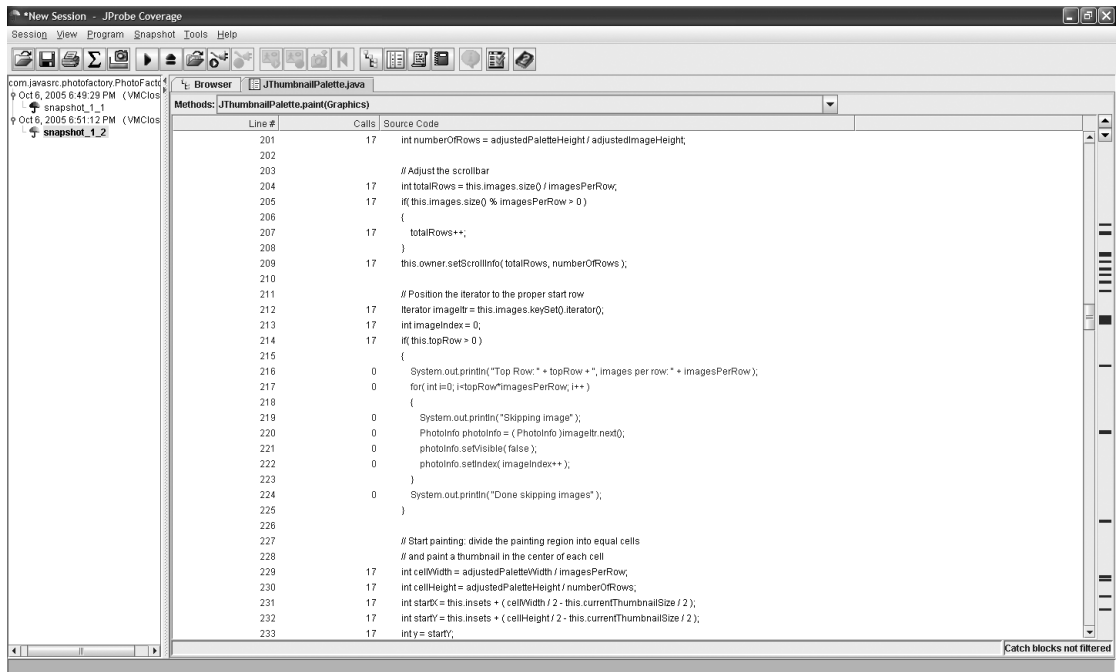 *New Session - JProbe Coverage
Session View Program Snapshot Tools Help
com.javasrc.photofactory.PhotoFacto
Oct 6, 2005 6:49:29 PM (VMClos
snapshot_1_1
Oct 6, 2005 6:51:12 PM (VMClos
snapshot_1_2
Browser JThumbnailPalette.java
Methods: JThumbnailPalette.paint(Graphics)
Line # Calls Source Code
201 17 int numberOfRows = adjustedPaletteHeight / adjustedImageHeight;
202
203 // Adjust the scrollbar
204 17 int totalRows = this.images.size() / imagesPerRow;
205 17 if( this.images.size() % imagesPerRow > 0 )
206 {
207 17 totalRows++;
208 }
209 17 this.owner.setScrollInfo( totalRows, numberOfRows );
210
211 // Position the iterator to the proper start row
212 17 Iterator imageItr = this.images.keySet().iterator();
213 17 int imageIndex = 0;
214 17 if( this.topRow > 0 )
215 {
216 0 System.out.println( "Top Row: " + topRow + ", images per row: " + imagesPerRow );
217 0 for( int i=0; i<topRow*imagesPerRow; i++ )
218 {
219 0 System.out.println( "Skipping image" );
220 0 PhotoInfo photoInfo = ( PhotoInfo )imageItr.next();
221 0 photoInfo.setVisible( false );
222 0 photoInfo.setIndex( imageIndex++ );
223 }
224 0 System.out.println( "Done skipping images" );
225 }
226
227 // Start painting: divide the painting region into equal cells
228 // and paint a thumbnail in the center of each cell
229 17 int cellWidth = adjustedPaletteWidth / imagesPerRow;
230 17 int cellHeight = adjustedPaletteHeight / numberOfRows;
231 17 int startX = this.insets + ( cellWidth / 2 - this.currentThumbnailSize / 2 );
232 17 int startY = this.insets + ( cellHeight / 2 - this.currentThumbnailSize / 2 );
233 17 int y = startY;
Catch blocks not filtered